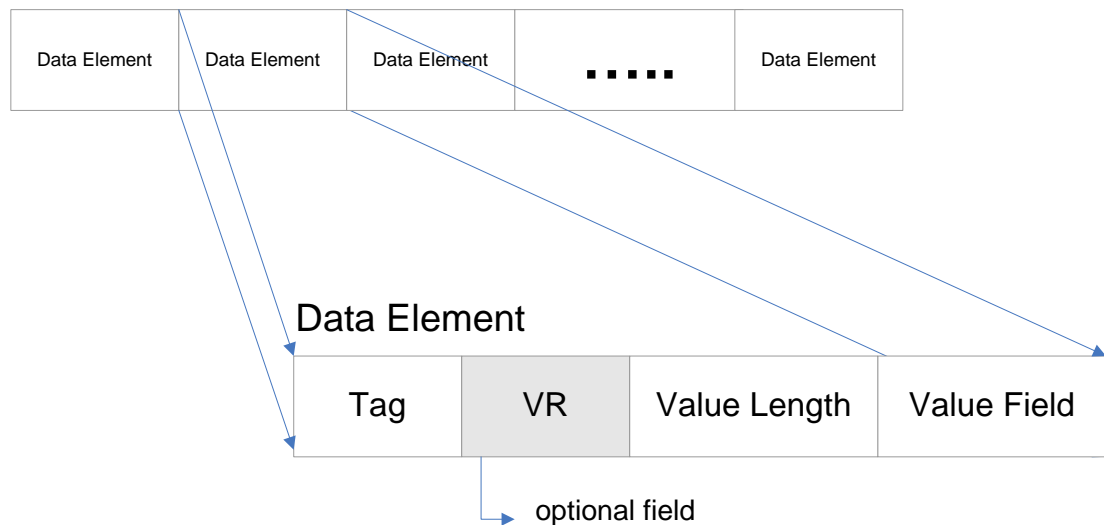 Data Element
Data Element
Data Element
.....
Data Element
Data Element
Tag
VR
Value Length
Value Field
optional field